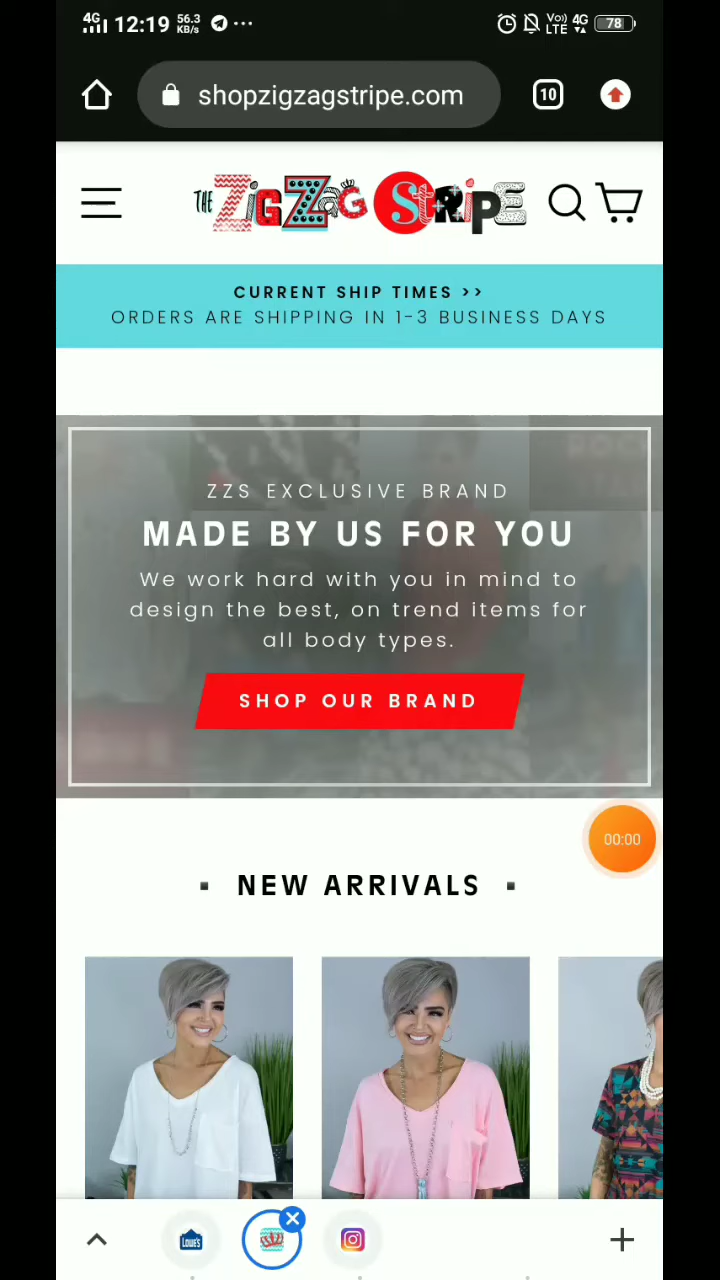 4G 12:19 56.3 KB/s ... Vo) LTE 4G 78
shopzigzagstripe.com 10
THE ZigZag StRipE
CURRENT SHIP TIMES >>
ORDERS ARE SHIPPING IN 1-3 BUSINESS DAYS
ZZS EXCLUSIVE BRAND
MADE BY US FOR YOU
We work hard with you in mind to
design the best, on trend items for
all body types.
SHOP OUR BRAND
00:00
NEW ARRIVALS
LOWE'S